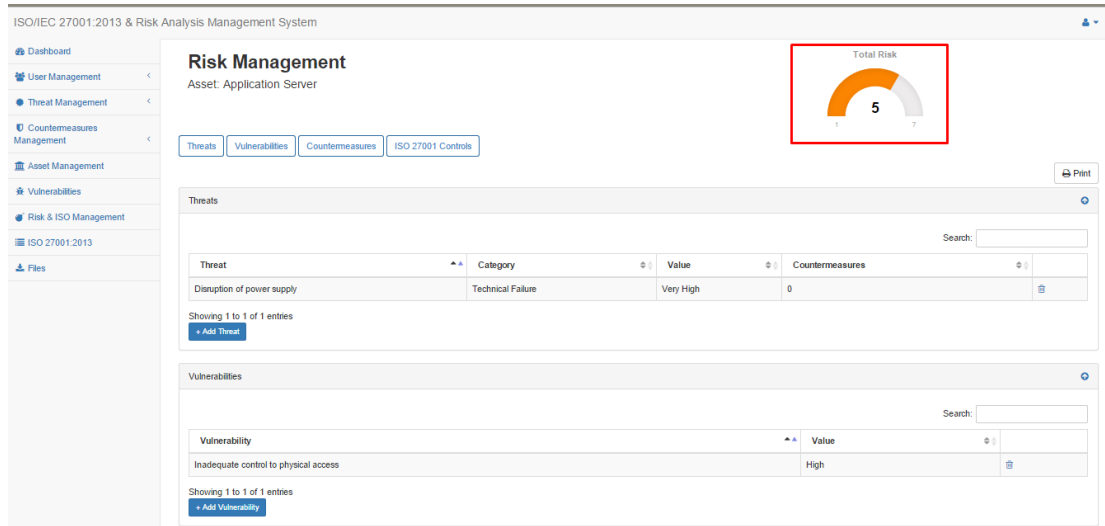 ISO/IEC 27001:2013 & Risk Analysis Management System
Dashboard
User Management
Threat Management
Countermeasures
Management
Asset Management
Vulnerabilities
Risk & ISO Management
ISO 27001:2013
Files
Risk Management
Asset: Application Server
Total Risk
5
1 7
Threats Vulnerabilities Countermeasures ISO 27001 Controls
Print
Threats
Search:
Threat Category Value Countermeasures
Disruption of power supply Technical Failure Very High 0
Showing 1 to 1 of 1 entries
+ Add Threat
Vulnerabilities
Search:
Vulnerability Value
Inadequate control to physical access High
Showing 1 to 1 of 1 entries
+ Add Vulnerability